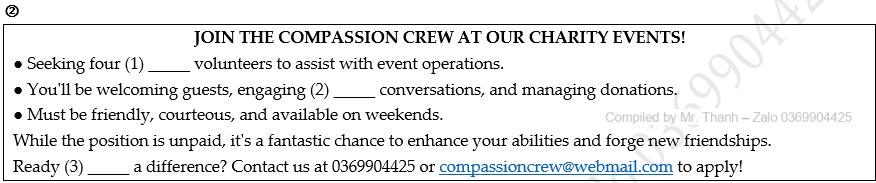 ②
JOIN THE COMPASSION CREW AT OUR CHARITY EVENTS!
● Seeking four (1) _____ volunteers to assist with event operations.
● You'll be welcoming guests, engaging (2) _____ conversations, and managing donations.
● Must be friendly, courteous, and available on weekends.
Compiled by Mr. Thanh – Zalo 0369904425
While the position is unpaid, it's a fantastic chance to enhance your abilities and forge new friendships.
Ready (3) _____ a difference? Contact us at 0369904425 or compassioncrew@webmail.com to apply!
0369904425